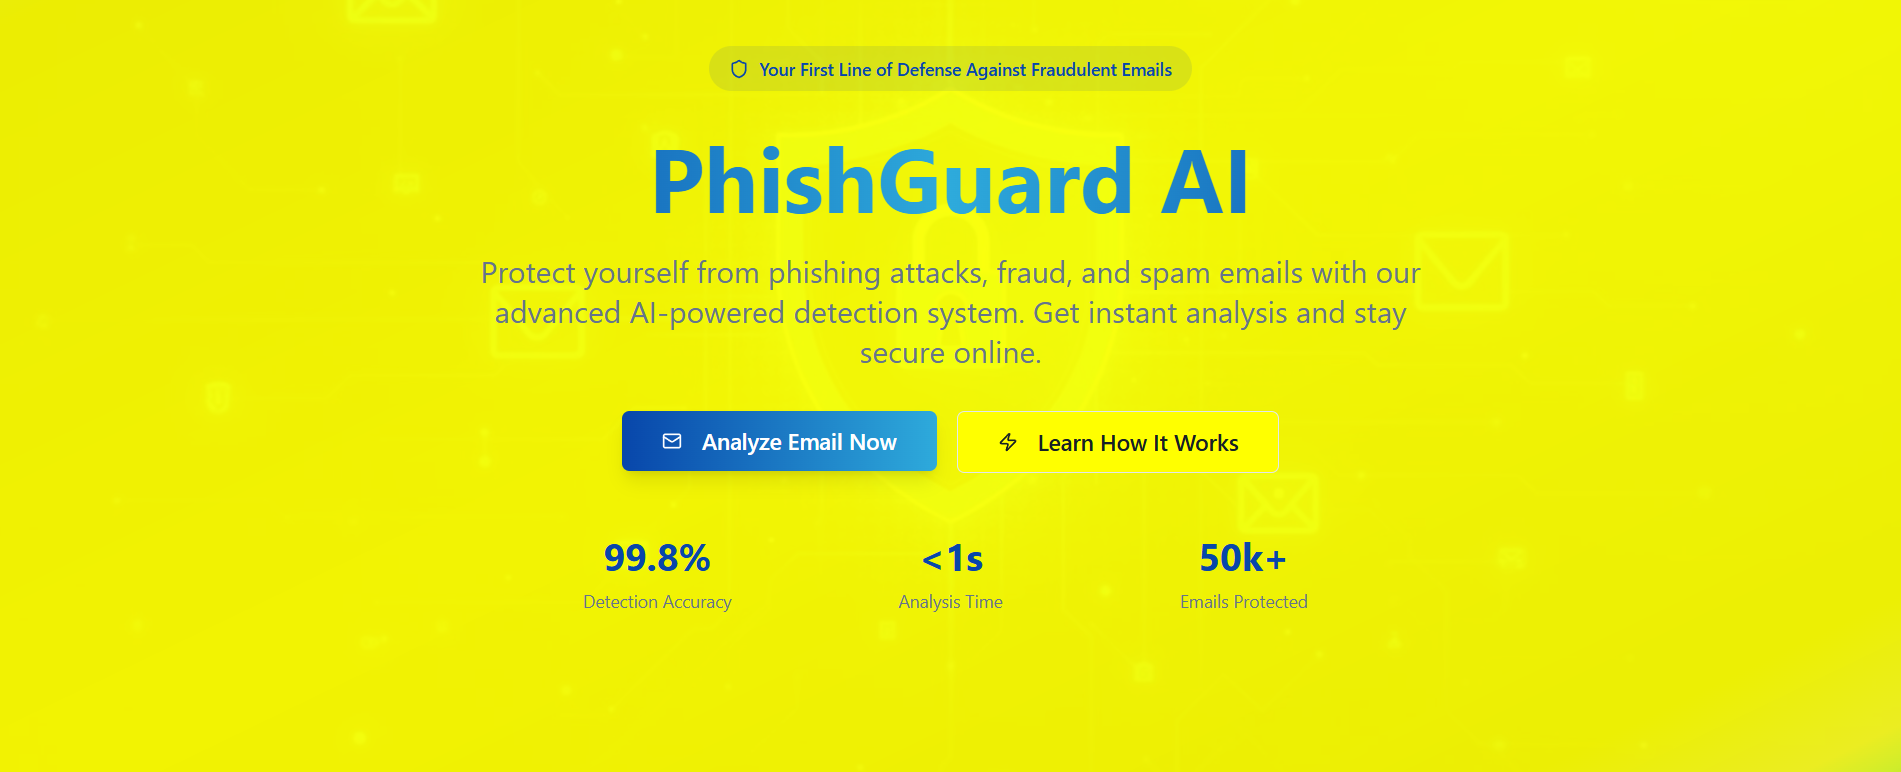 Your First Line of Defense Against Fraudulent Emails
PhishGuard AI
Protect yourself from phishing attacks, fraud, and spam emails with our
advanced AI-powered detection system. Get instant analysis and stay
secure online.
Analyze Email Now
Learn How It Works
99.8%
Detection Accuracy
<1s
Analysis Time
50k+
Emails Protected